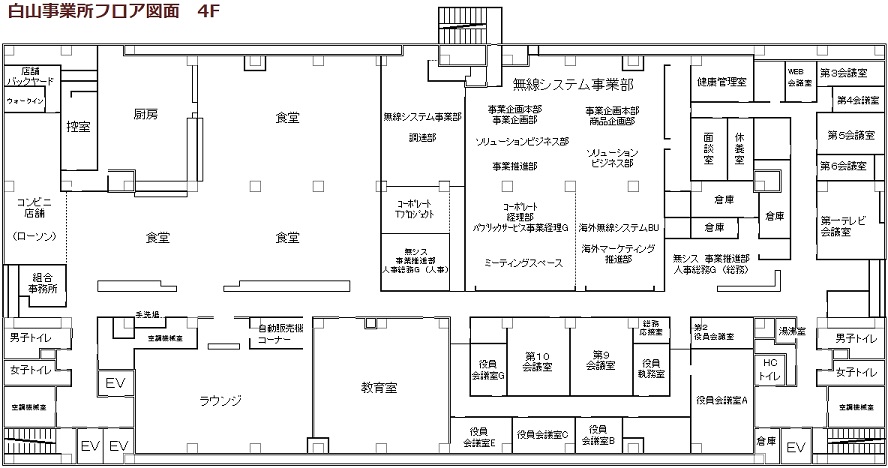 白山事業所フロア図面　4F
店舗
バックヤード
ウォークイン
控室
厨房
食堂
無線システム事業部
調達部
無線システム事業部
事業企画本部
事業企画部
ソリューションビジネス部
事業推進部
事業企画本部
商品企画部
ソリューション
ビジネス部
健康管理室
WEB
会議室
第3会議室
第4会議室
第5会議室
第6会議室
面談室
休養室
倉庫
倉庫
倉庫
第一テレビ
会議室
コンビニ
店舗
（ローソン）
食堂
食堂
コーポレート
Tプロジェクト
無シス
事業推進部
人事総務G（人事）
コーポレート
経理部
パブリックサービス事業経理G
ミーティングスペース
海外無線システムBU
海外マーケティング
推進部
無シス 事業推進部
人事総務G（総務）
組合
事務所
手洗場
空調機械室
自動販売機
コーナー
男子トイレ
女子トイレ
空調機械室
EV
EV
EV
ラウンジ
教育室
役員
会議室G
第10
会議室
第9
会議室
総務
応接室
役員
執務室
第2
役員会議室
役員会議室A
役員
会議室E
役員会議室C
役員
会議室B
湯沸室
HC
トイレ
男子トイレ
女子トイレ
空調機械室
倉庫
EV